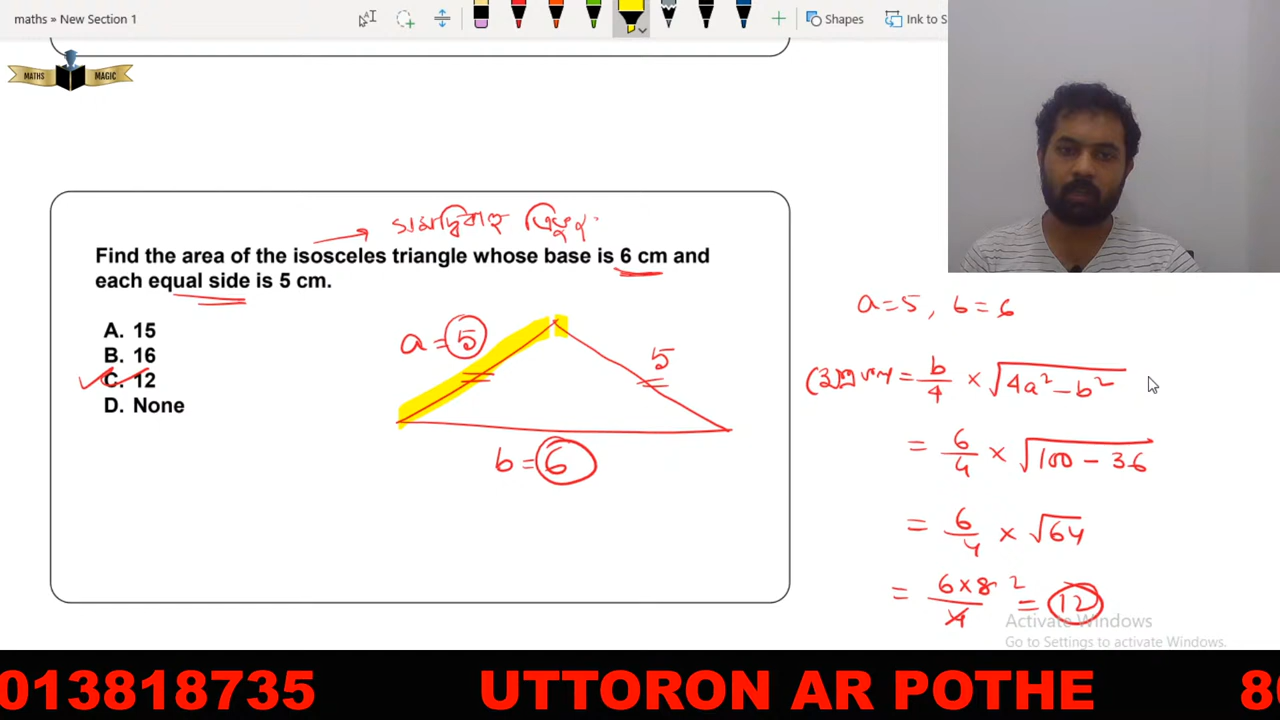 maths » New Section 1
Shapes
Ink to S
MATHS MAGIC
সমদ্বিবাহু ত্রিভুজ
Find the area of the isosceles triangle whose base is 6 cm and
each equal side is 5 cm.
A. 15
B. 16
C. 12
D. None
a = 5
5
b = 6
a = 5, b = 6
= b/4 × √4a² - b²
= 6/4 × √100 - 36
= 6/4 × √64
= 6×8/4 2 = 12
Activate Windows
Go to Settings to activate Windows.
013818735 UTTORON AR POTHE 80